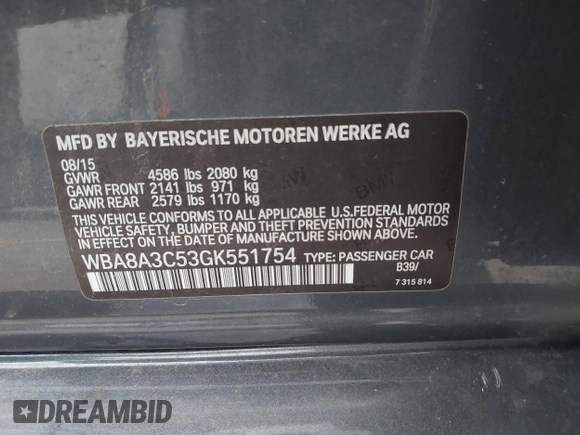 MFD BY BAYERISCHE MOTOREN WERKE AG
08/15
GVWR 4586 lbs 2080 kg
GAWR FRONT 2141 lbs 971 kg
GAWR REAR 2579 lbs 1170 kg
THIS VEHICLE CONFORMS TO ALL APPLICABLE U.S. FEDERAL MOTOR
VEHICLE SAFETY, BUMPER, AND THEFT PREVENTION STANDARDS
IN EFFECT ON THE DATE OF MANUFACTURE SHOWN ABOVE.
WBA8A3C53GK551754 TYPE: PASSENGER CAR
B39/
7 315 814
DREAMBID